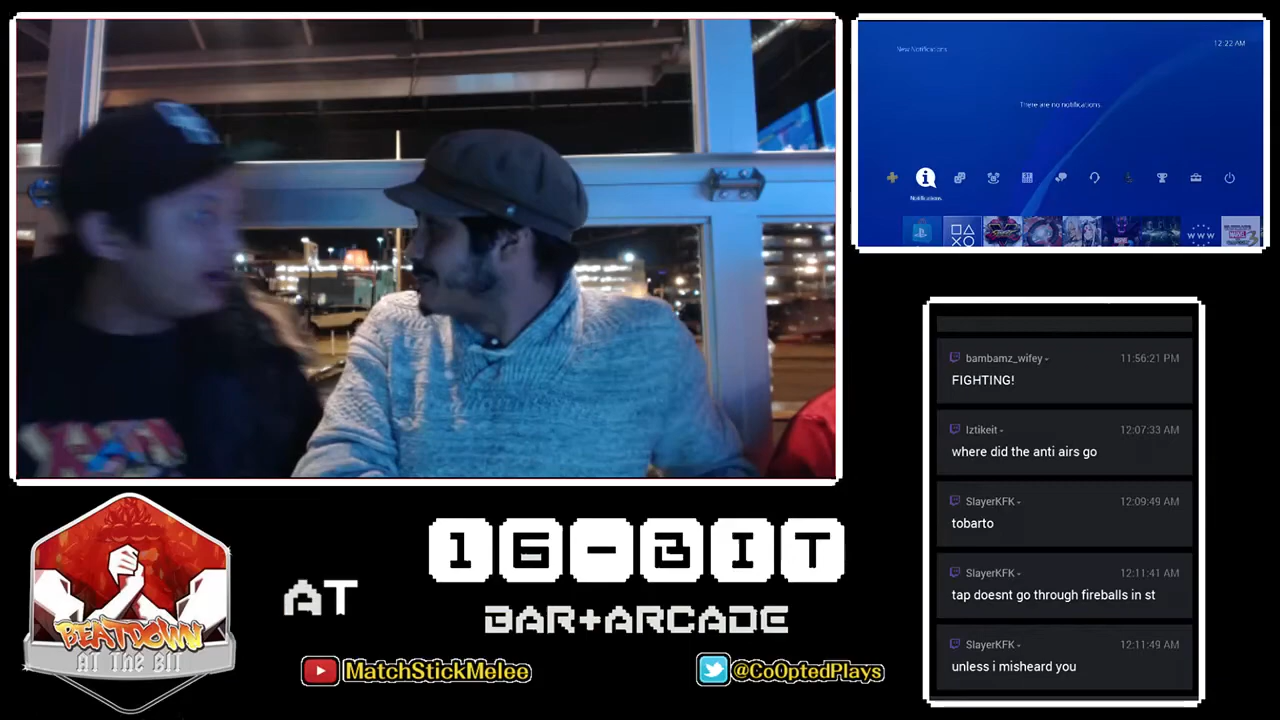 New Notifications
12:22 AM
There are no notifications.
Notifications
WWW
bambamz_wifey
11:56:21 PM
FIGHTING!
Iztikeit
12:07:33 AM
where did the anti airs go
SlayerKFK
12:09:49 AM
tobarto
SlayerKFK
12:11:41 AM
tap doesnt go through fireballs in st
SlayerKFK
12:11:49 AM
unless i misheard you
BEATDOWN
AT THE BIT
AT
16-BIT
BAR+ARCADE
MatchStickMelee
@CoOptedPlays